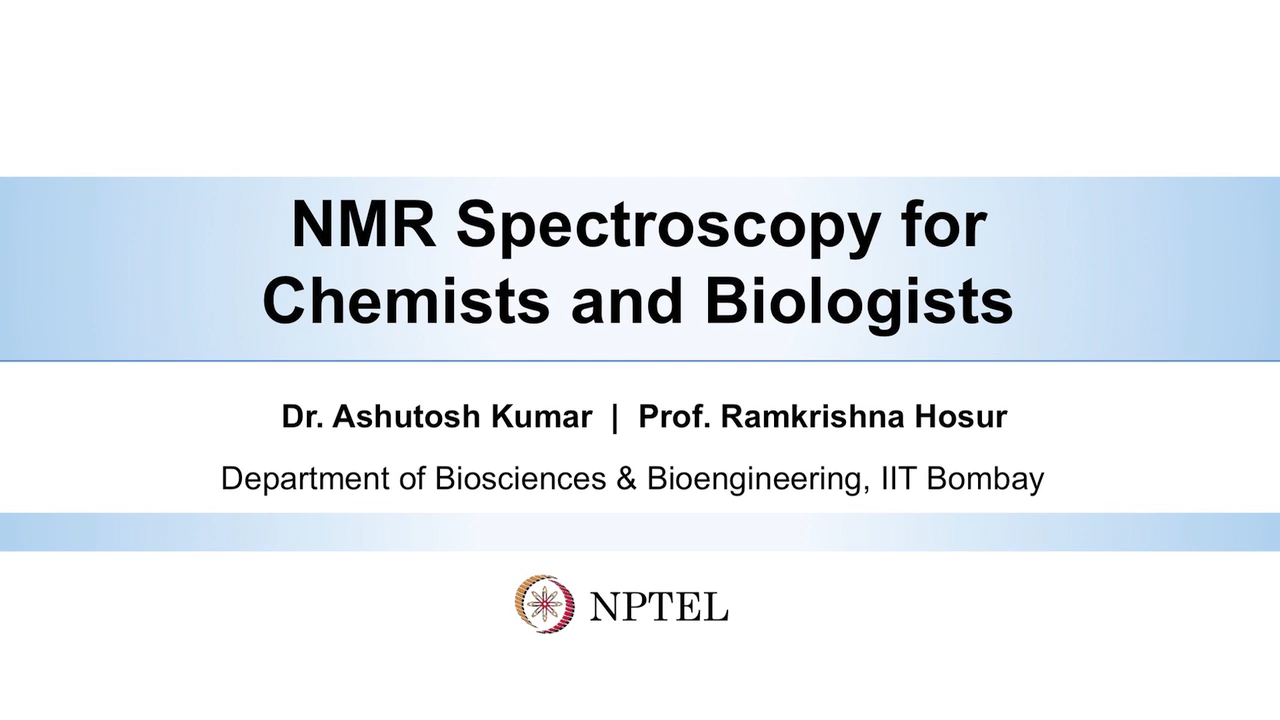 NMR Spectroscopy for
Chemists and Biologists
Dr. Ashutosh Kumar | Prof. Ramkrishna Hosur
Department of Biosciences & Bioengineering, IIT Bombay
NPTEL